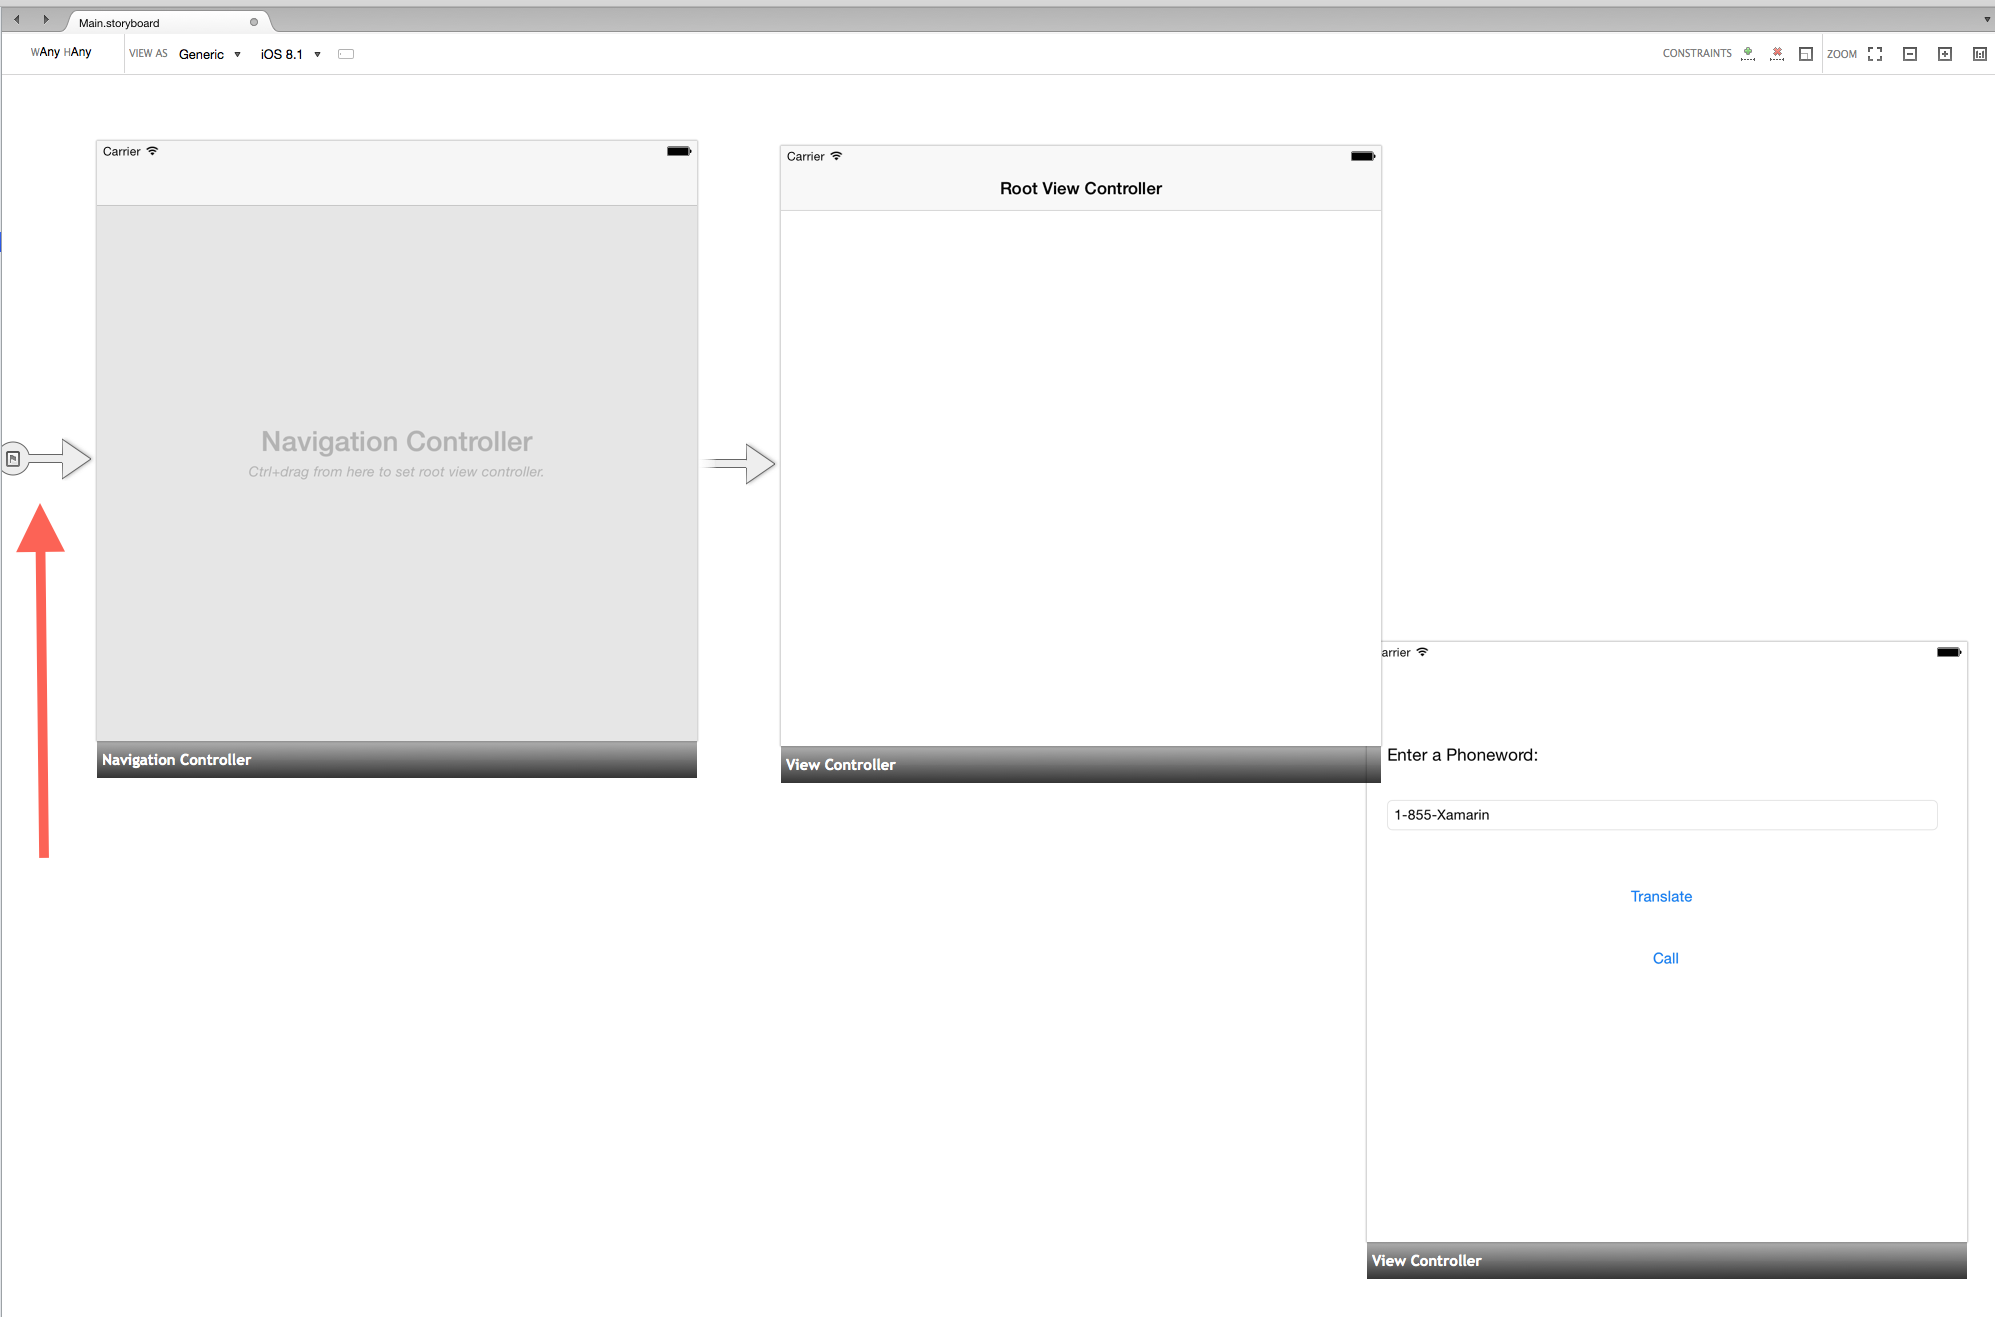 Main.storyboard
wAny HAny VIEW AS Generic iOS 8.1 CONSTRAINTS ZOOM
Carrier
Navigation Controller
Ctrl+drag from here to set root view controller.
Navigation Controller
Carrier
Root View Controller
View Controller
arrier
Enter a Phoneword:
1-855-Xamarin
Translate
Call
View Controller